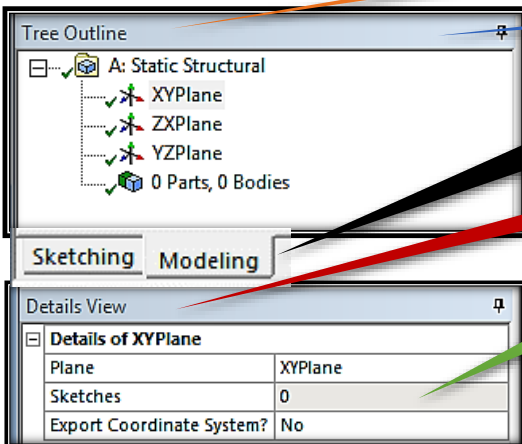 Tree Outline
A: Static Structural
XYPlane
ZXPlane
YZPlane
0 Parts, 0 Bodies
Sketching Modeling
Details View
Details of XYPlane
Plane XYPlane
Sketches 0
Export Coordinate System? No